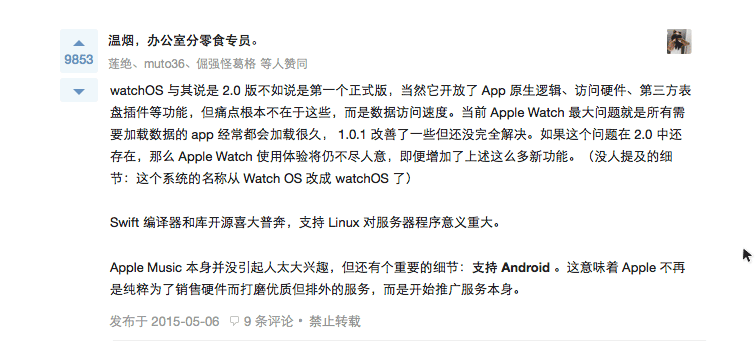 温烟，办公室分零食专员。
9853
莲绝、muto36、倔强怪葛格 等人赞同
watchOS 与其说是 2.0 版不如说是第一个正式版，当然它开放了 App 原生逻辑、访问硬件、第三方表
盘插件等功能，但痛点根本不在于这些，而是数据访问速度。当前 Apple Watch 最大问题就是所有需
要加载数据的 app 经常都会加载很久， 1.0.1 改善了一些但还没完全解决。如果这个问题在 2.0 中还
存在，那么 Apple Watch 使用体验将仍不尽人意，即便增加了上述这么多新功能。（没人提及的细
节：这个系统的名称从 Watch OS 改成 watchOS 了）
Swift 编译器和库开源喜大普奔，支持 Linux 对服务器程序意义重大。
Apple Music 本身并没引起人太大兴趣，但还有个重要的细节：支持 Android 。这意味着 Apple 不再
是纯粹为了销售硬件而打磨优质但排外的服务，而是开始推广服务本身。
发布于 2015-05-06 9 条评论 • 禁止转载